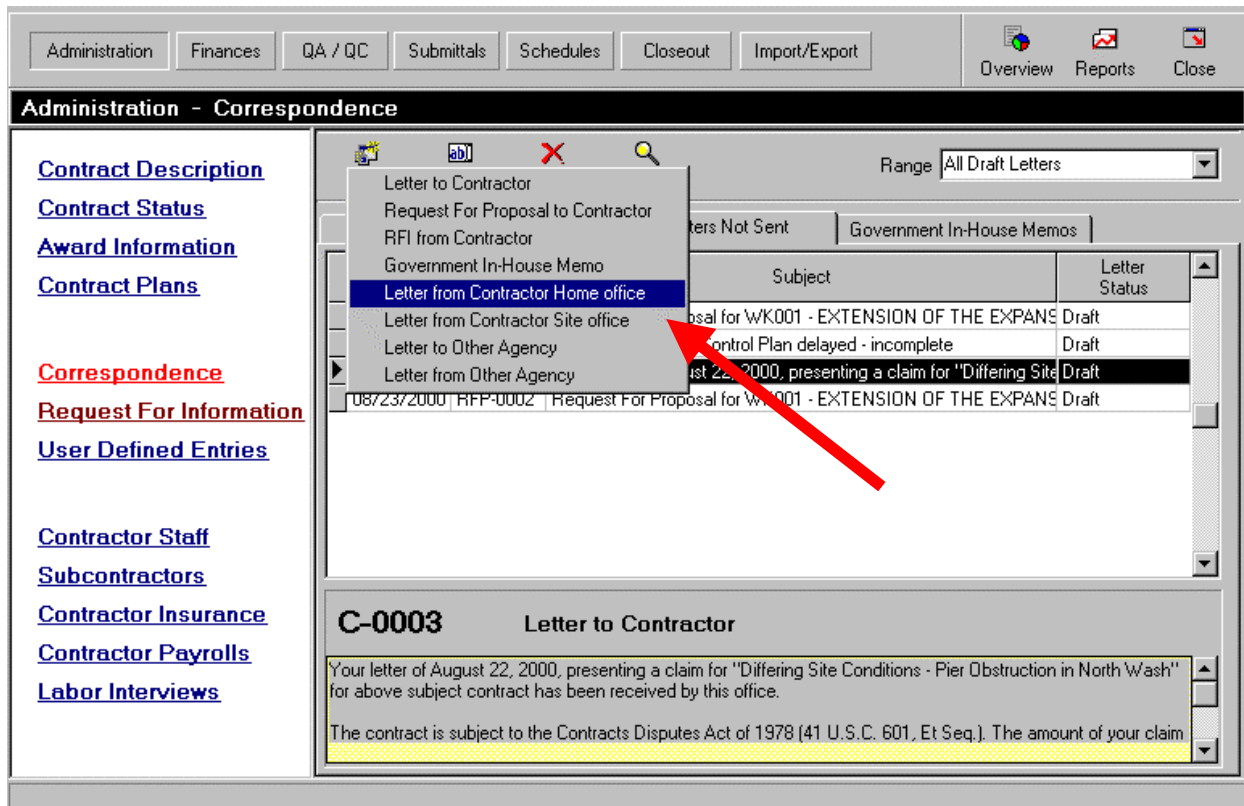 Administration Finances QA / QC Submittals Schedules Closeout Import/Export Overview Reports Close
Administration - Correspondence
Contract Description
Contract Status
Award Information
Contract Plans
Correspondence
Request For Information
User Defined Entries
Contractor Staff
Subcontractors
Contractor Insurance
Contractor Payrolls
Labor Interviews
Range All Draft Letters
Letter to Contractor
Request For Proposal to Contractor
RFI from Contractor
Government In-House Memo
Letter from Contractor Home office
Letter from Contractor Site office
Letter to Other Agency
Letter from Other Agency
Not Sent Government In-House Memos
Subject Letter Status
for WK001 - EXTENSION OF THE EXPANS Draft
Plan delayed - incomplete Draft
22, 2000, presenting a claim for "Differing Site Draft
08/23/2000 RFP-0002 Request For Proposal for WK001 - EXTENSION OF THE EXPANS Draft
C-0003 Letter to Contractor
Your letter of August 22, 2000, presenting a claim for "Differing Site Conditions - Pier Obstruction in North Wash"
for above subject contract has been received by this office.
The contract is subject to the Contracts Disputes Act of 1978 (41 U.S.C. 601, Et Seq.). The amount of your claim